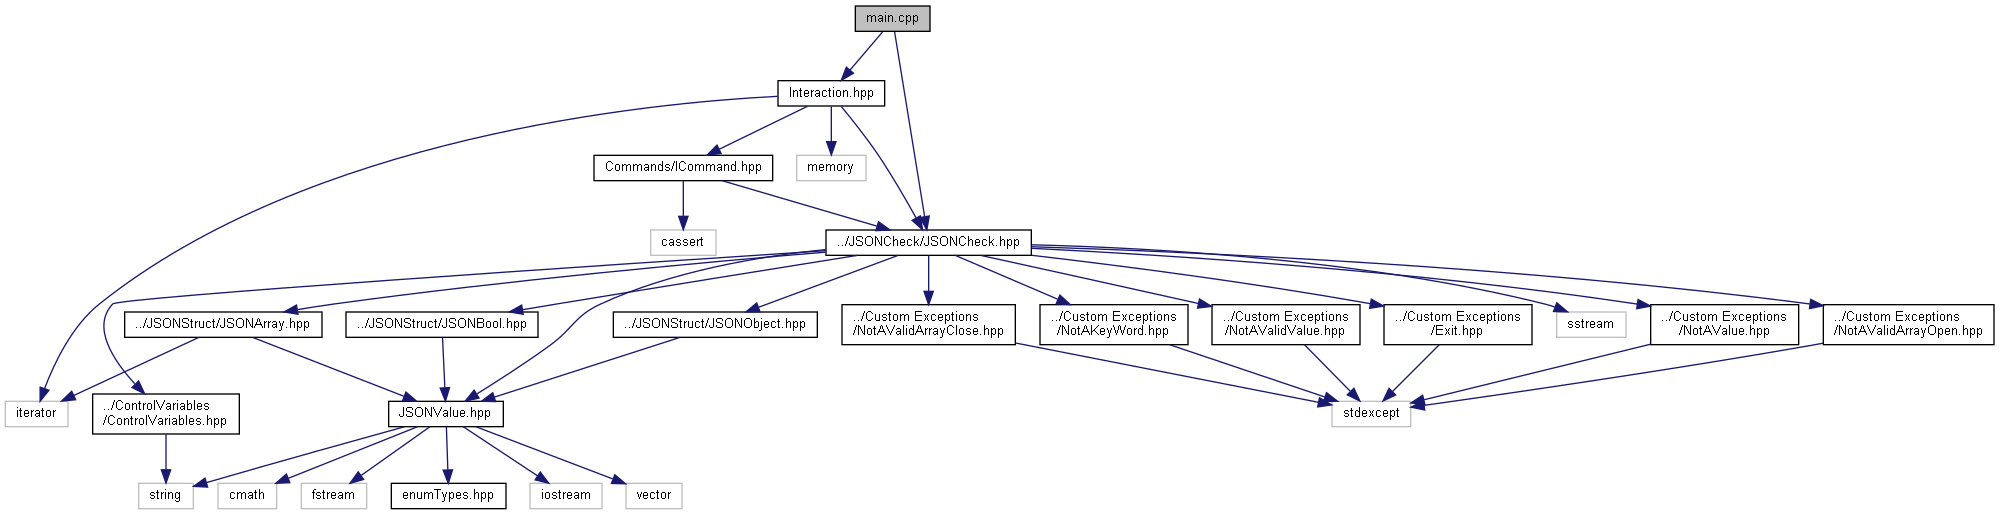 main.cpp
Interaction.hpp
Commands/ICommand.hpp
memory
cassert
../JSONCheck/JSONCheck.hpp
../JSONStruct/JSONArray.hpp
../JSONStruct/JSONBool.hpp
../JSONStruct/JSONObject.hpp
../Custom Exceptions
/NotAValidArrayClose.hpp
../Custom Exceptions
/NotAKeyWord.hpp
../Custom Exceptions
/NotAValidValue.hpp
../Custom Exceptions
/Exit.hpp
sstream
../Custom Exceptions
/NotAValue.hpp
../Custom Exceptions
/NotAValidArrayOpen.hpp
iterator
../ControlVariables
/ControlVariables.hpp
JSONValue.hpp
stdexcept
string
cmath
fstream
enumTypes.hpp
iostream
vector